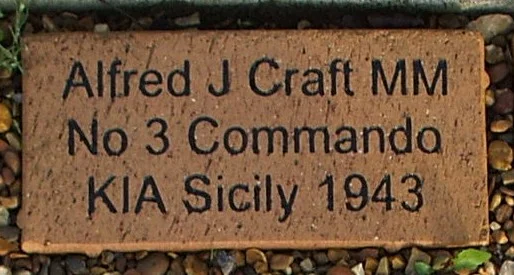 Alfred J Craft MM
No 3 Commando
KIA Sicily 1943